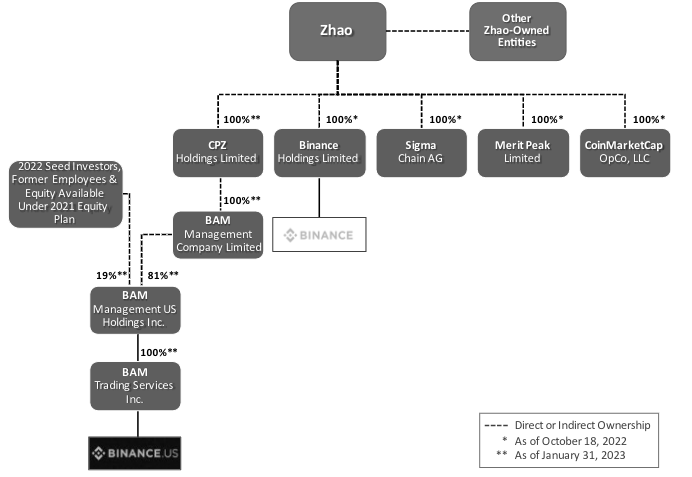 Zhao
Other
Zhao-Owned
Entities
100%**
100%*
100%*
100%*
100%*
CPZ
Holdings Limited
Binance
Holdings Limited
Sigma
Chain AG
Merit Peak
Limited
CoinMarketCap
OpCo, LLC
2022 Seed Investors,
Former Employees &
Equity Available
Under 2021 Equity
Plan
100%**
BAM
Management
Company Limited
BINANCE
19%**
81%**
BAM
Management US
Holdings Inc.
100%**
BAM
Trading Services
Inc.
BINANCE.US
Direct or Indirect Ownership
* As of October 18, 2022
** As of January 31, 2023